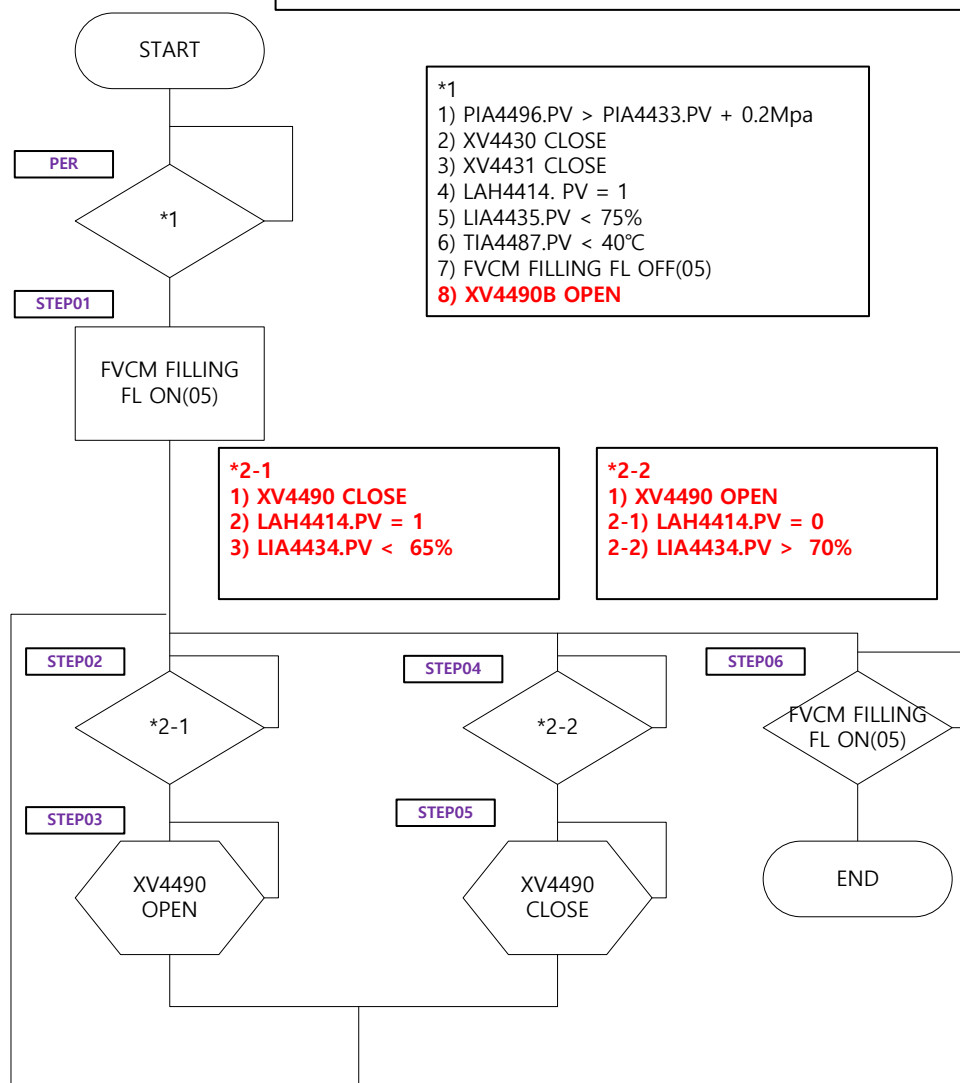 START
*1
1) PIA4496.PV > PIA4433.PV + 0.2Mpa
2) XV4430 CLOSE
3) XV4431 CLOSE
4) LAH4414. PV = 1
5) LIA4435.PV < 75%
6) TIA4487.PV < 40℃
7) FVCM FILLING FL OFF(05)
8) XV4490B OPEN
PER
*1
STEP01
FVCM FILLING
FL ON(05)
*2-1
1) XV4490 CLOSE
2) LAH4414.PV = 1
3) LIA4434.PV < 65%
*2-2
1) XV4490 OPEN
2-1) LAH4414.PV = 0
2-2) LIA4434.PV > 70%
STEP02
*2-1
STEP04
*2-2
STEP06
FVCM FILLING
FL ON(05)
STEP03
XV4490
OPEN
STEP05
XV4490
CLOSE
END